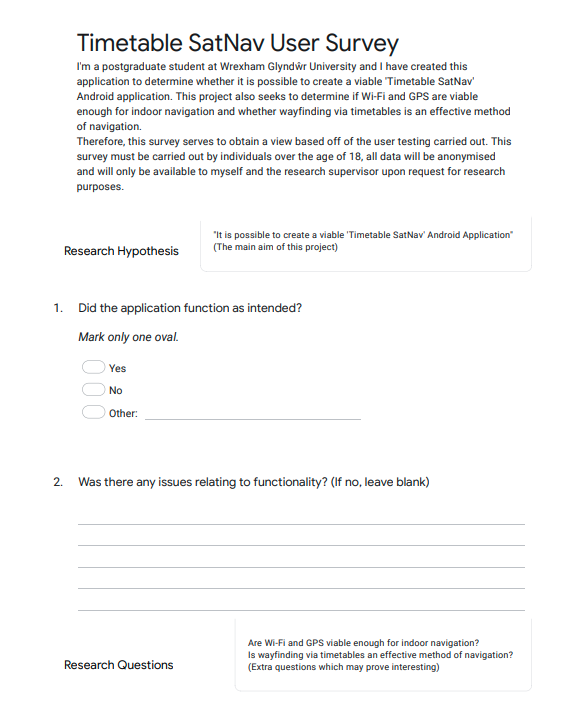 Timetable SatNav User Survey
I'm a postgraduate student at Wrexham Glyndŵr University and I have created this
application to determine whether it is possible to create a viable 'Timetable SatNav'
Android application. This project also seeks to determine if Wi-Fi and GPS are viable
enough for indoor navigation and whether wayfinding via timetables is an effective method
of navigation.
Therefore, this survey serves to obtain a view based off of the user testing carried out. This
survey must be carried out by individuals over the age of 18, all data will be anonymised
and will only be available to myself and the research supervisor upon request for research
purposes.
Research Hypothesis
"It is possible to create a viable 'Timetable SatNav' Android Application"
(The main aim of this project)
1. Did the application function as intended?
Mark only one oval.
Yes
No
Other:
2. Was there any issues relating to functionality? (If no, leave blank)
Research Questions
Are Wi-Fi and GPS viable enough for indoor navigation?
Is wayfinding via timetables an effective method of navigation?
(Extra questions which may prove interesting)